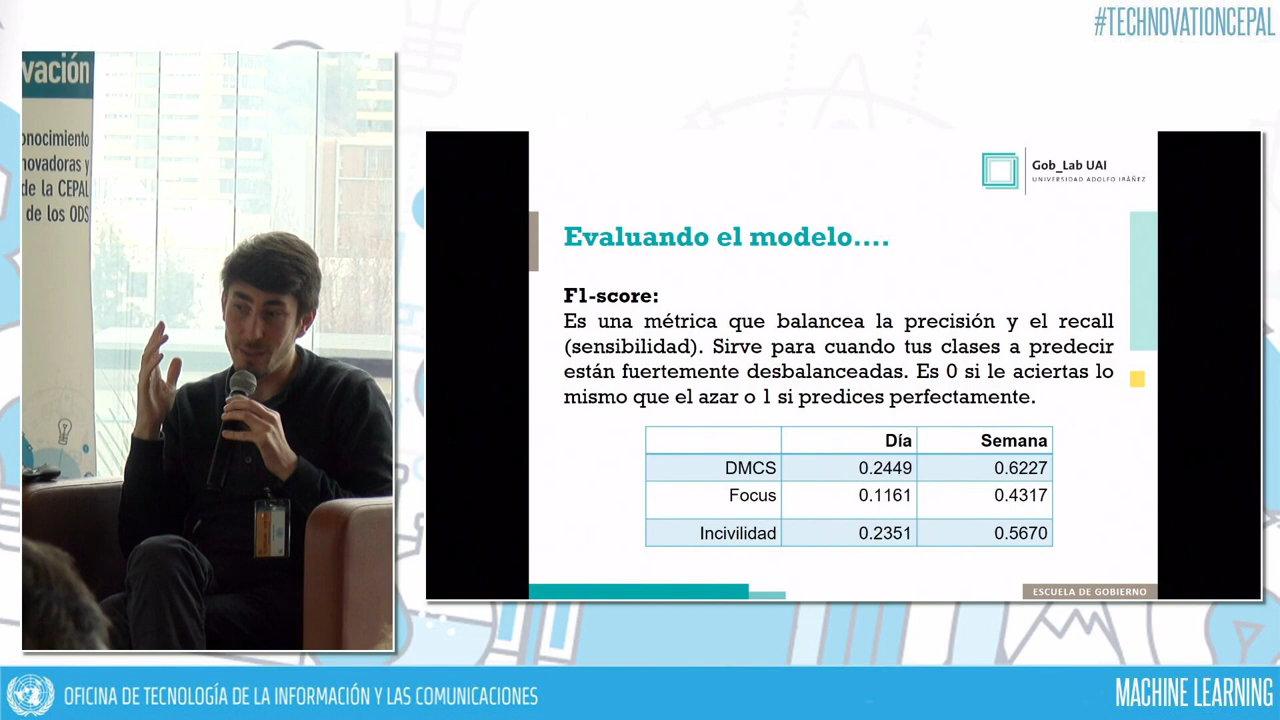 #TECHNOVATIONCEPAL
vación
onocimiento
novadoras y
de la CEPAL
de los ODS
Gob_Lab UAI
UNIVERSIDAD ADOLFO IBÁÑEZ
Evaluando el modelo....
F1-score:
Es una métrica que balancea la precisión y el recall
(sensibilidad). Sirve para cuando tus clases a predecir
están fuertemente desbalanceadas. Es 0 si le aciertas lo
mismo que el azar o 1 si predices perfectamente.
Día Semana
DMCS 0.2449 0.6227
Focus 0.1161 0.4317
Incivilidad 0.2351 0.5670
ESCUELA DE GOBIERNO
OFICINA DE TECNOLOGÍA DE LA INFORMACIÓN Y LAS COMUNICACIONES
MACHINE LEARNING